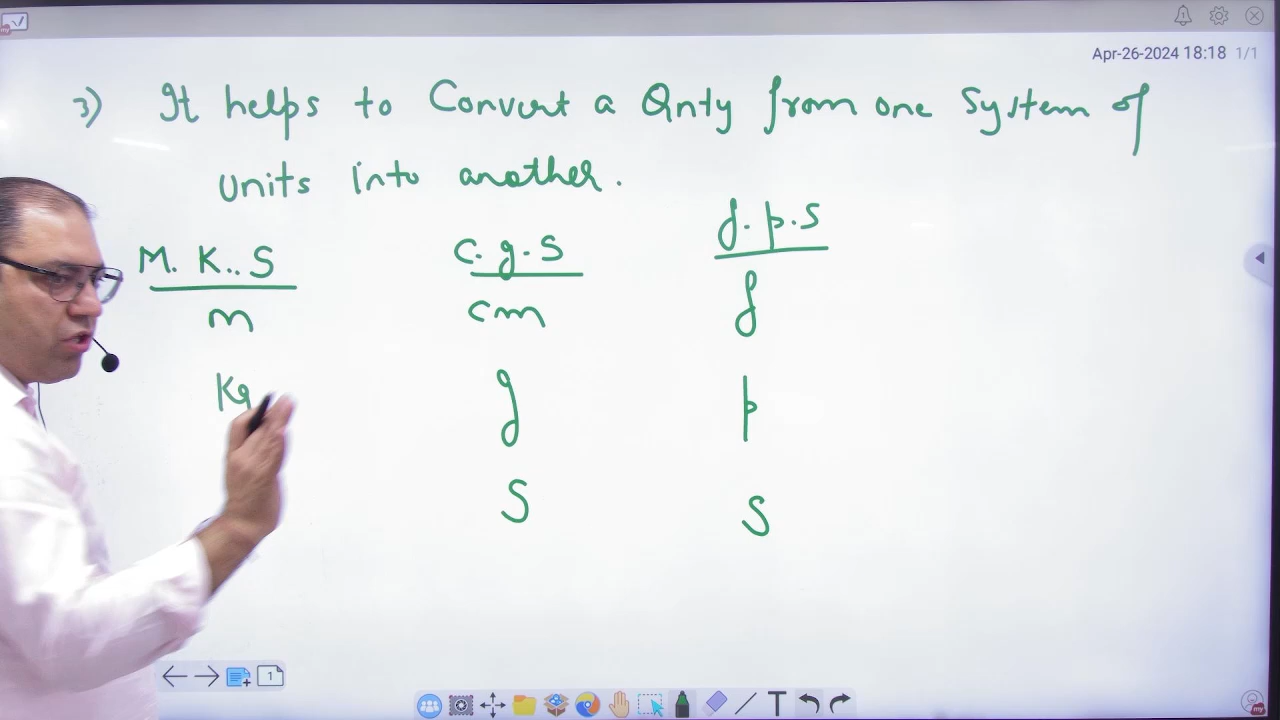 Apr-26-2024 18:18 1/1
3) It helps to Convert a Qnty from one System of
units into another.
M. K.. S c. g. S f. p. S
m cm f
Kg g p
S S
1
T